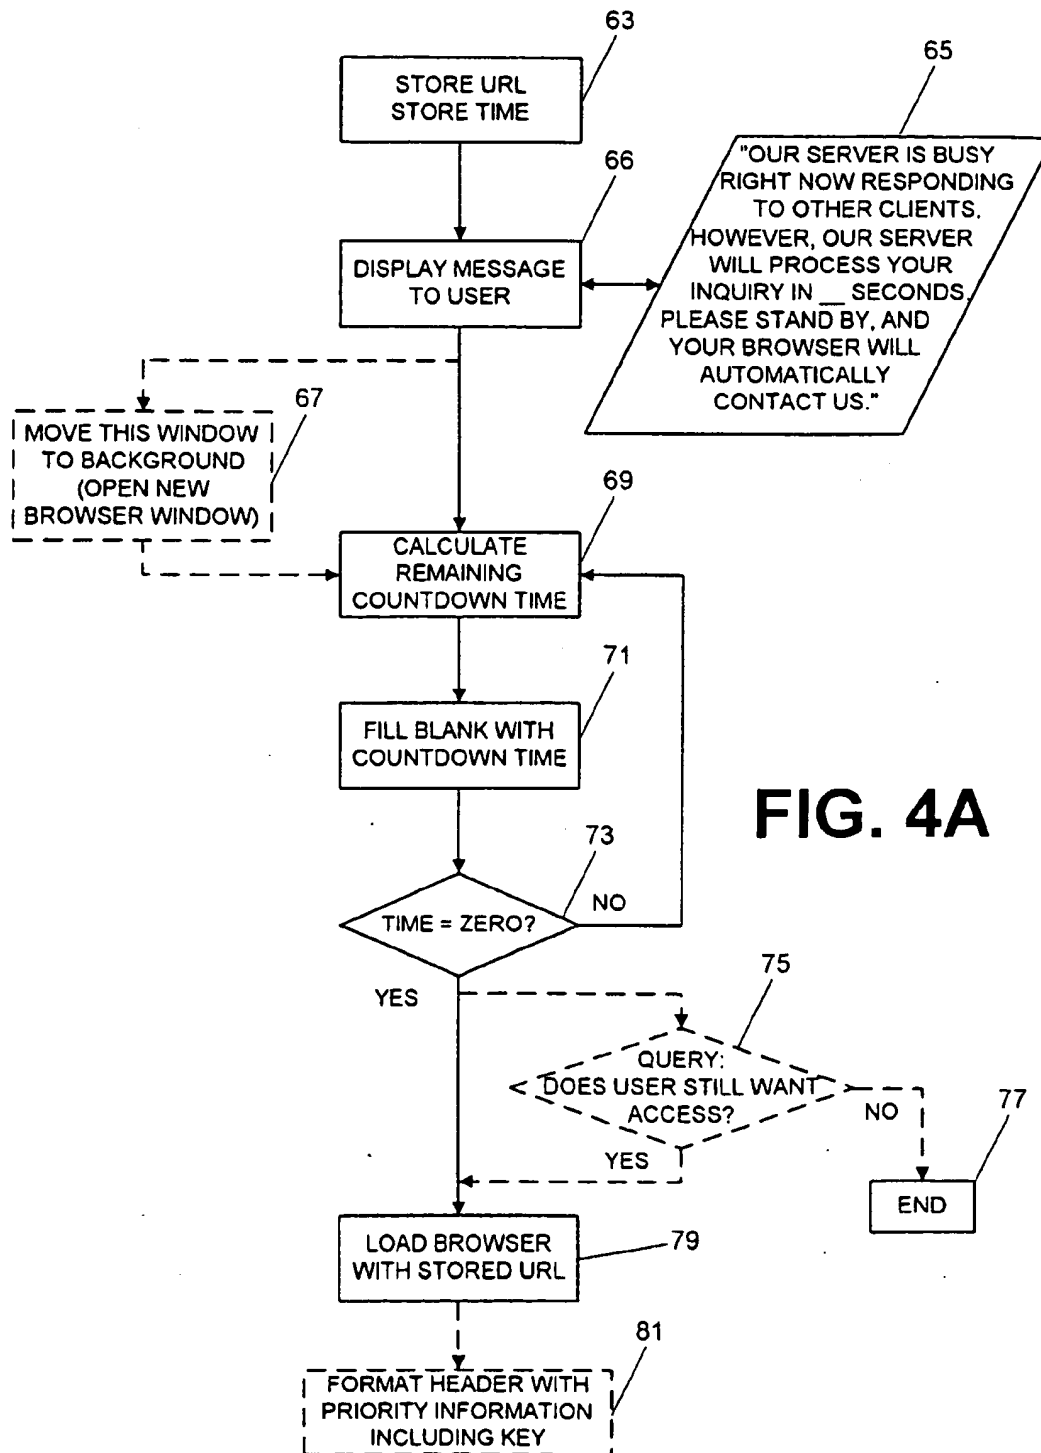 63
STORE URL
STORE TIME
65
"OUR SERVER IS BUSY
RIGHT NOW RESPONDING
TO OTHER CLIENTS.
HOWEVER, OUR SERVER
WILL PROCESS YOUR
INQUIRY IN __ SECONDS.
PLEASE STAND BY, AND
YOUR BROWSER WILL
AUTOMATICALLY
CONTACT US."
66
DISPLAY MESSAGE
TO USER
67
MOVE THIS WINDOW
TO BACKGROUND
(OPEN NEW
BROWSER WINDOW)
69
CALCULATE
REMAINING
COUNTDOWN TIME
71
FILL BLANK WITH
COUNTDOWN TIME
FIG. 4A
73
TIME = ZERO?
NO
YES
75
QUERY:
DOES USER STILL WANT
ACCESS?
NO
YES
77
END
79
LOAD BROWSER
WITH STORED URL
81
FORMAT HEADER WITH
PRIORITY INFORMATION
INCLUDING KEY